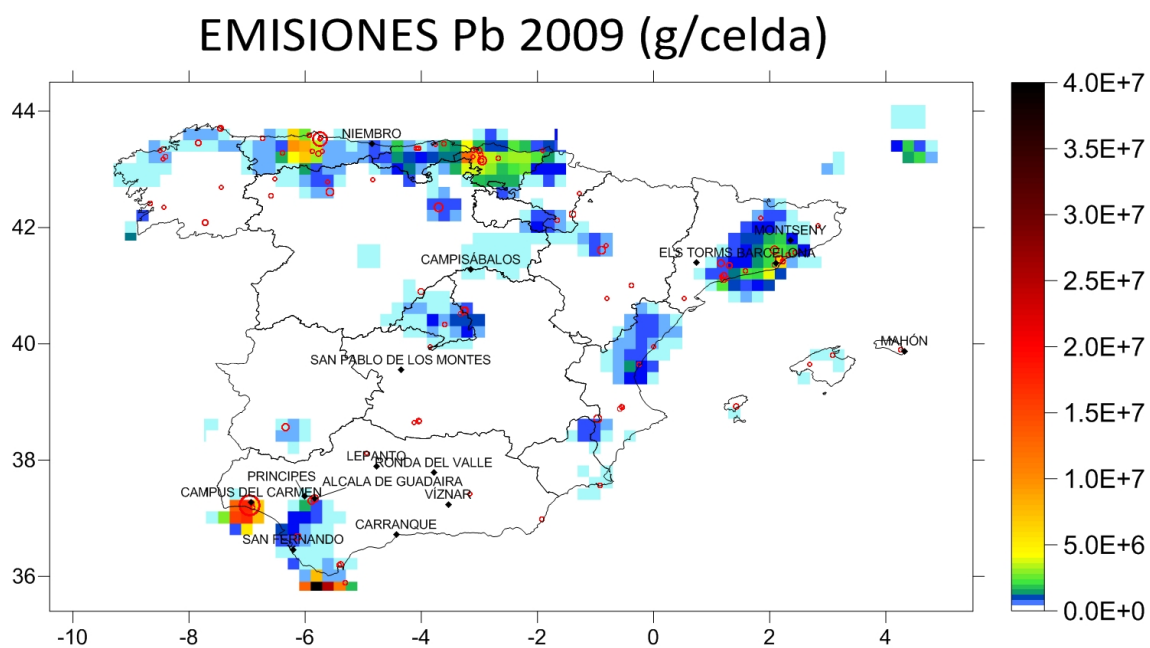 EMISIONES Pb 2009 (g/celda)
44
42
40
38
36
-10
-8
-6
-4
-2
0
2
4
NIEMBRO
MONTSENY
ELS TORMS
BARCELONA
CAMPISÁBALOS
MAHÓN
SAN PABLO DE LOS MONTES
LEPANTO
RONDA DEL VALLE
PRINCIPES
ALCALA DE GUADAIRA
CAMPUS DEL CARMEN
VÍZNAR
CARRANQUE
SAN FERNANDO
4.0E+7
3.5E+7
3.0E+7
2.5E+7
2.0E+7
1.5E+7
1.0E+7
5.0E+6
0.0E+0